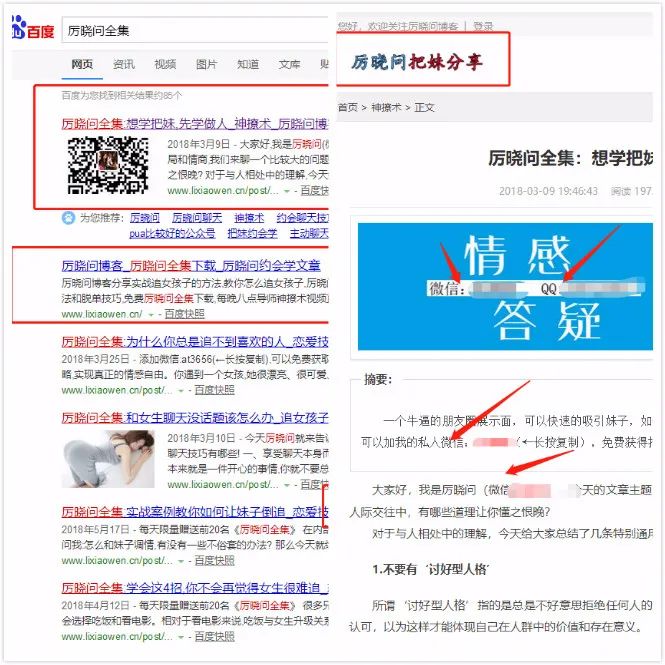 百度
厉晓问全集
网页 资讯 视频 图片 知道 文库 贴
百度为您找到相关结果约85个
厉晓问全集:想学把妹,先学做人_神撩术_厉晓问博
2018年3月9日 - 大家好,我是厉晓问(微
局和情商,我们来聊一个比较大的问题
之恨晚? 对于与人相处中的理解,今天
www.lixiaowen.cn/post/... - 百度快
为您推荐: 厉晓问 厉晓问聊天 神撩术 约会聊天技
pua比较好的公众号 把妹约会学 主动聊天
厉晓问博客_厉晓问全集下载_厉晓问约会学文章
厉晓问博客分享实战追女孩子的方法,教你怎么追女孩子,厉晓问
法和脱单技巧,免费厉晓问全集下载,每晚八点导师神撩术视频
www.lixiaowen.cn/ - 百度快照
厉晓问全集:为什么你总是追不到喜欢的人_恋爱技
2018年3月25日 - 添加微信.at3656(←长按复制),可以免费获取
略,实现真正的情感自由。你遇到一个女孩,她很漂亮、很可爱,
www.lixiaowen.cn/post/... - 百度快照
厉晓问全集:和女生聊天没话题该怎么办_追女孩子
2018年3月10日 - 今天厉晓问就来告诉
聊天技巧有哪些! 一、享受聊天本身而
本来就是一件开心的事情,你就不要总
www.lixiaowen.cn/post/... - 百度快
厉晓问全集:实战案例教你如何让妹子倒追_恋爱技
2018年5月17日 - 每天限量赠送前20名《厉晓问全集》 在内部
问我:怎么和妹子调情,有没有一些不俗套的办法? 那么今天就给
www.lixiaowen.cn/post/... - 百度快照
厉晓问全集:学会这4招,你不会再觉得女生很难追_
2018年4月12日 - 每天限量赠送前20名《厉晓问全集》 很多只
会选择吃饭和看电影。相对于看电影来说,吃饭与女生升级关系
www.lixiaowen.cn/post/... - 百度快照
您好，欢迎关注厉晓问博客 | 登录
厉晓问把妹分享
首页 > 神撩术 > 正文
厉晓问全集：想学把妹
2018-03-09 19:46:43 阅读 197
情感
微信: QQ
答疑
摘要:
一个牛逼的朋友圈展示面，可以快速的吸引妹子，如
可以加我的私人微信: （←长按复制），免费获得
大家好，我是厉晓问（微信 今天的文章主题
人际交往中，有哪些道理让你懂之恨晚?
对于与人相处中的理解，今天给大家总结了几条特别通用
1.不要有‘讨好型人格’
所谓‘讨好型人格’指的是总是不好意思拒绝任何人的
认可，以为这样才能体现自己在人群中的价值和存在意义。